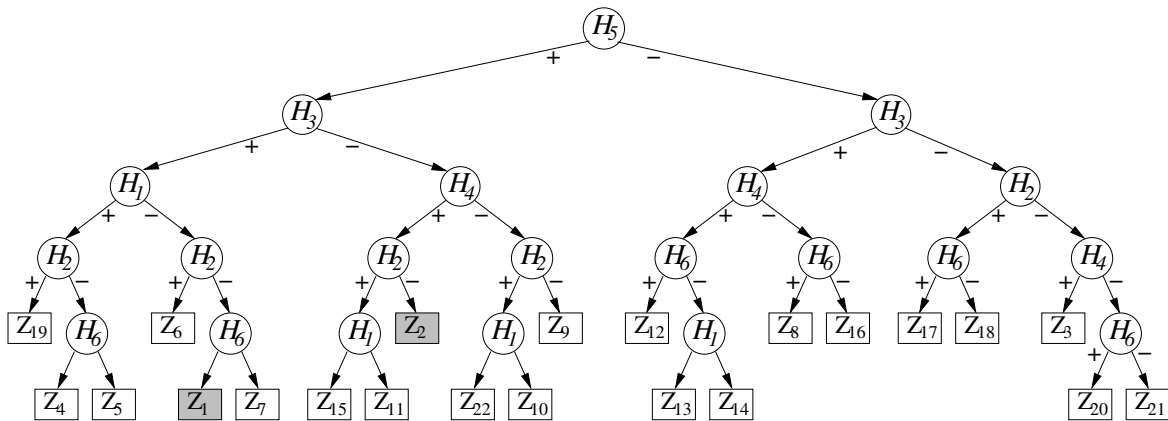 H5
+ −
H3 H3
+ − + −
H1 H4 H4 H2
+ − + − + − + −
H2 H2 H2 H2 H6 H6 H6 H4
+ − + − + − + − + − + − + − + −
Z19 H6 Z6 H6 H1 Z2 H1 Z9 Z12 H1 Z8 Z16 Z17 Z18 Z3 H6
+ −
Z4 Z5 Z1 Z7 Z15 Z11 Z22 Z10 Z13 Z14 Z20 Z21